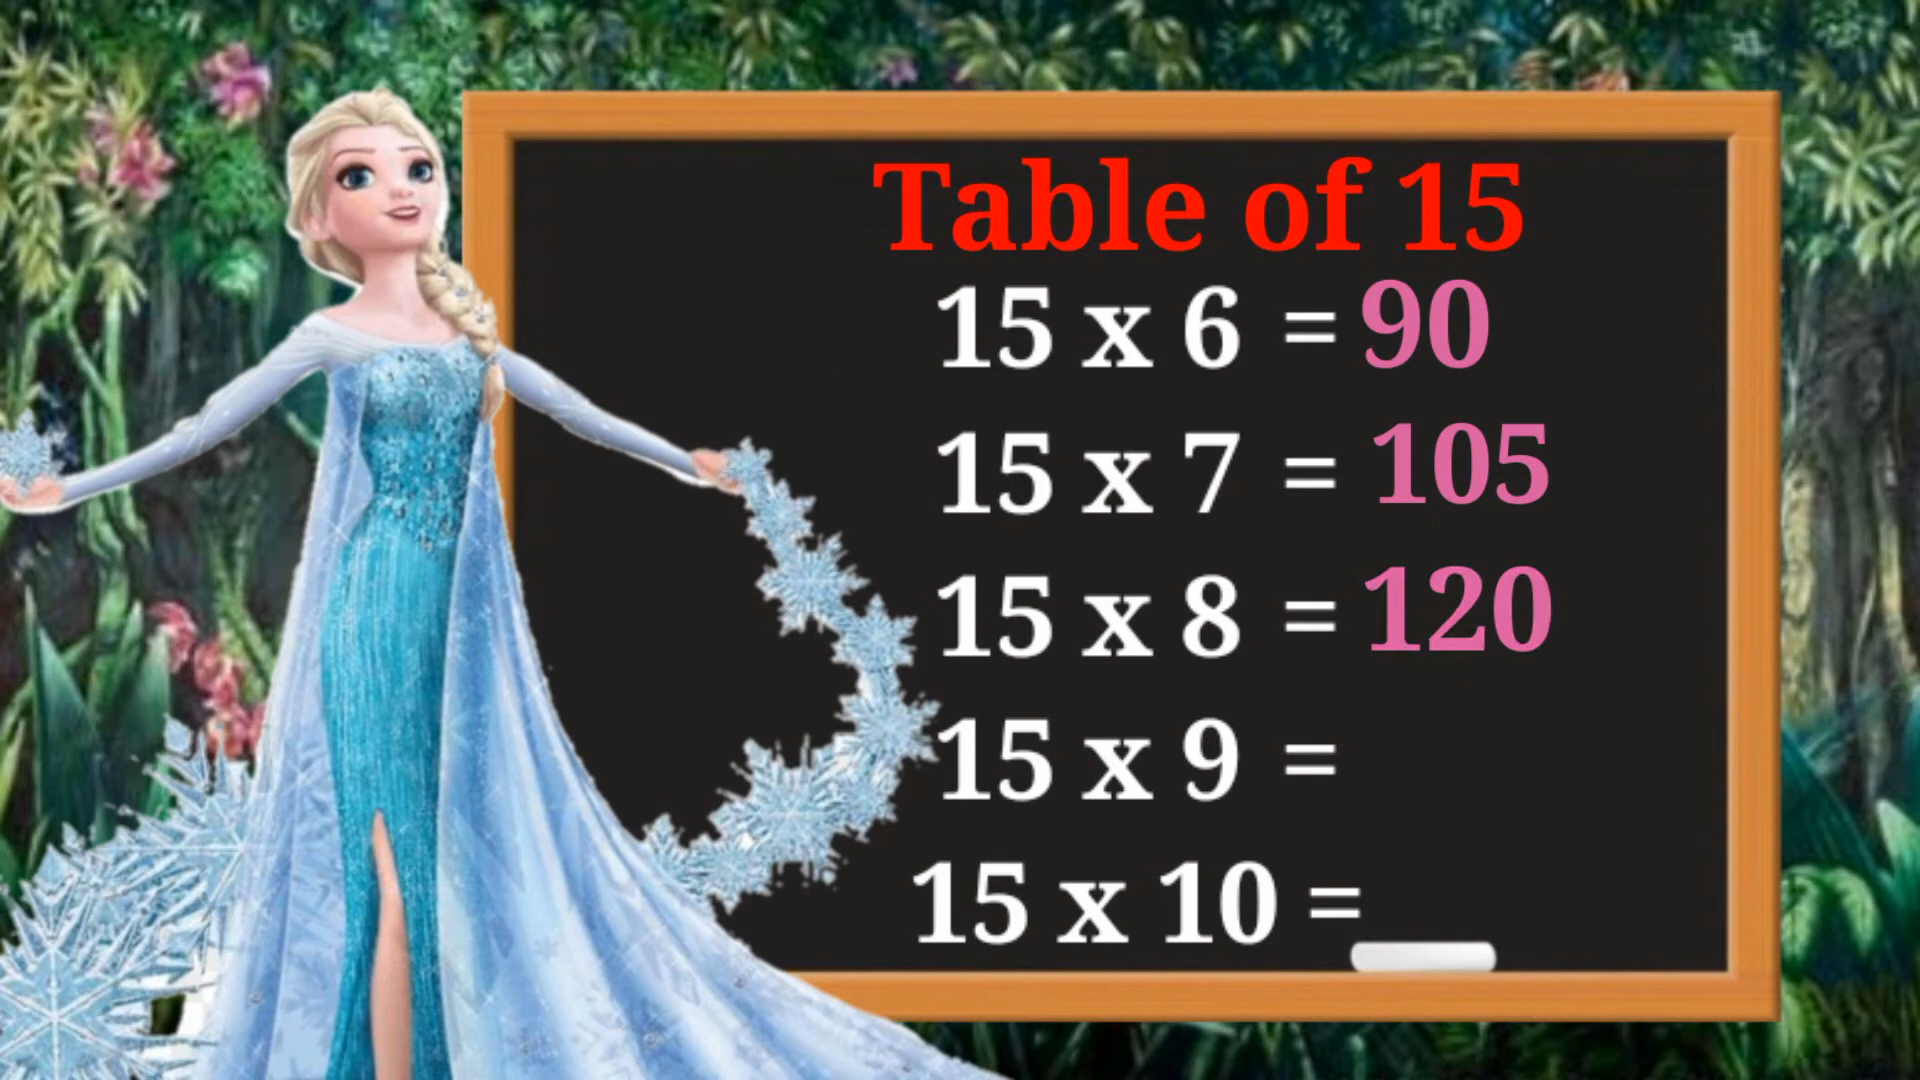 Table of 15
15 x 6 = 90
15 x 7 = 105
15 x 8 = 120
15 x 9 =
15 x 10 =